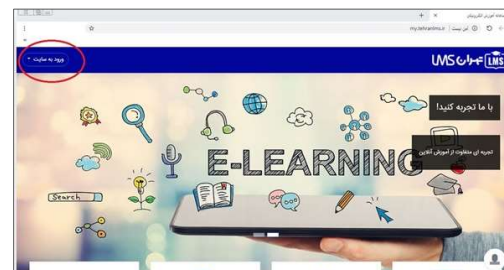 my.tehranlms.ir
ورود به سایت
تهران LMS
LMS
با ما تجربه کنید!
تجربه ای متفاوت از آموزش آنلاین
E-LEARNING
Search